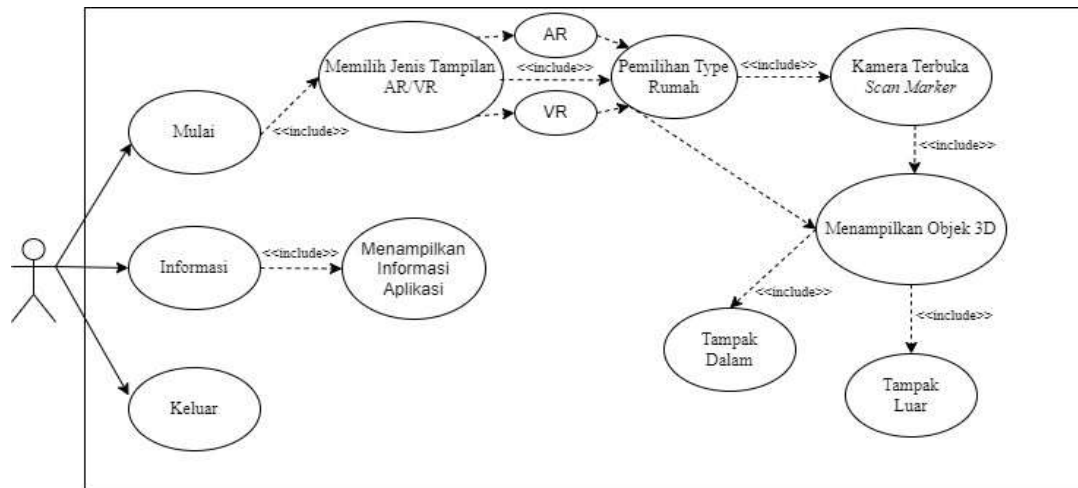 AR
Memilih Jenis Tampilan
AR/VR
<<include>>
Pemilihan Type
Rumah
<<include>>
Kamera Terbuka
Scan Marker
VR
Mulai
<<include>>
<<include>>
Menampilkan Objek 3D
Informasi
<<include>>
Menampilkan
Informasi
Aplikasi
<<include>>
<<include>>
Tampak
Dalam
Tampak
Luar
Keluar